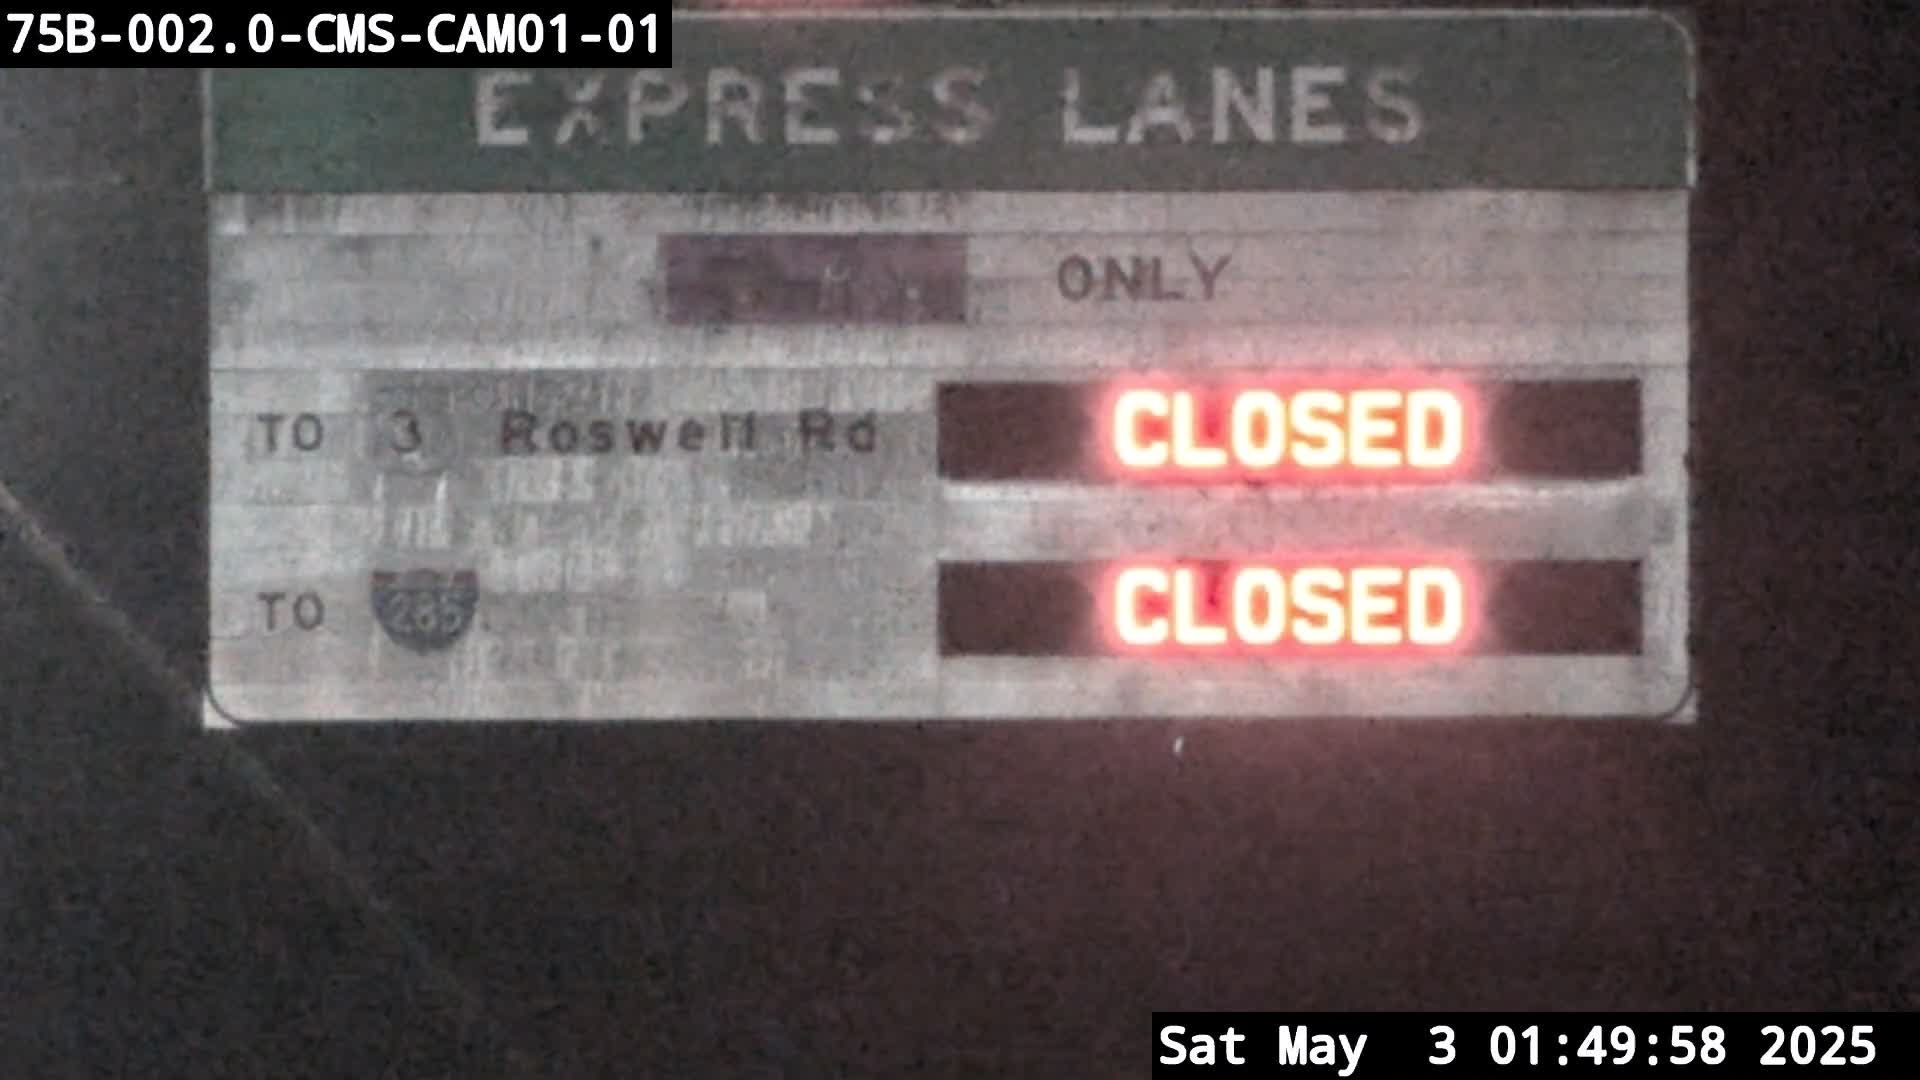 75B-002.0-CMS-CAM01-01
EXPRESS LANES
ONLY
TO 3 Roswell Rd CLOSED
TO 285 CLOSED
Sat May 3 01:49:58 2025